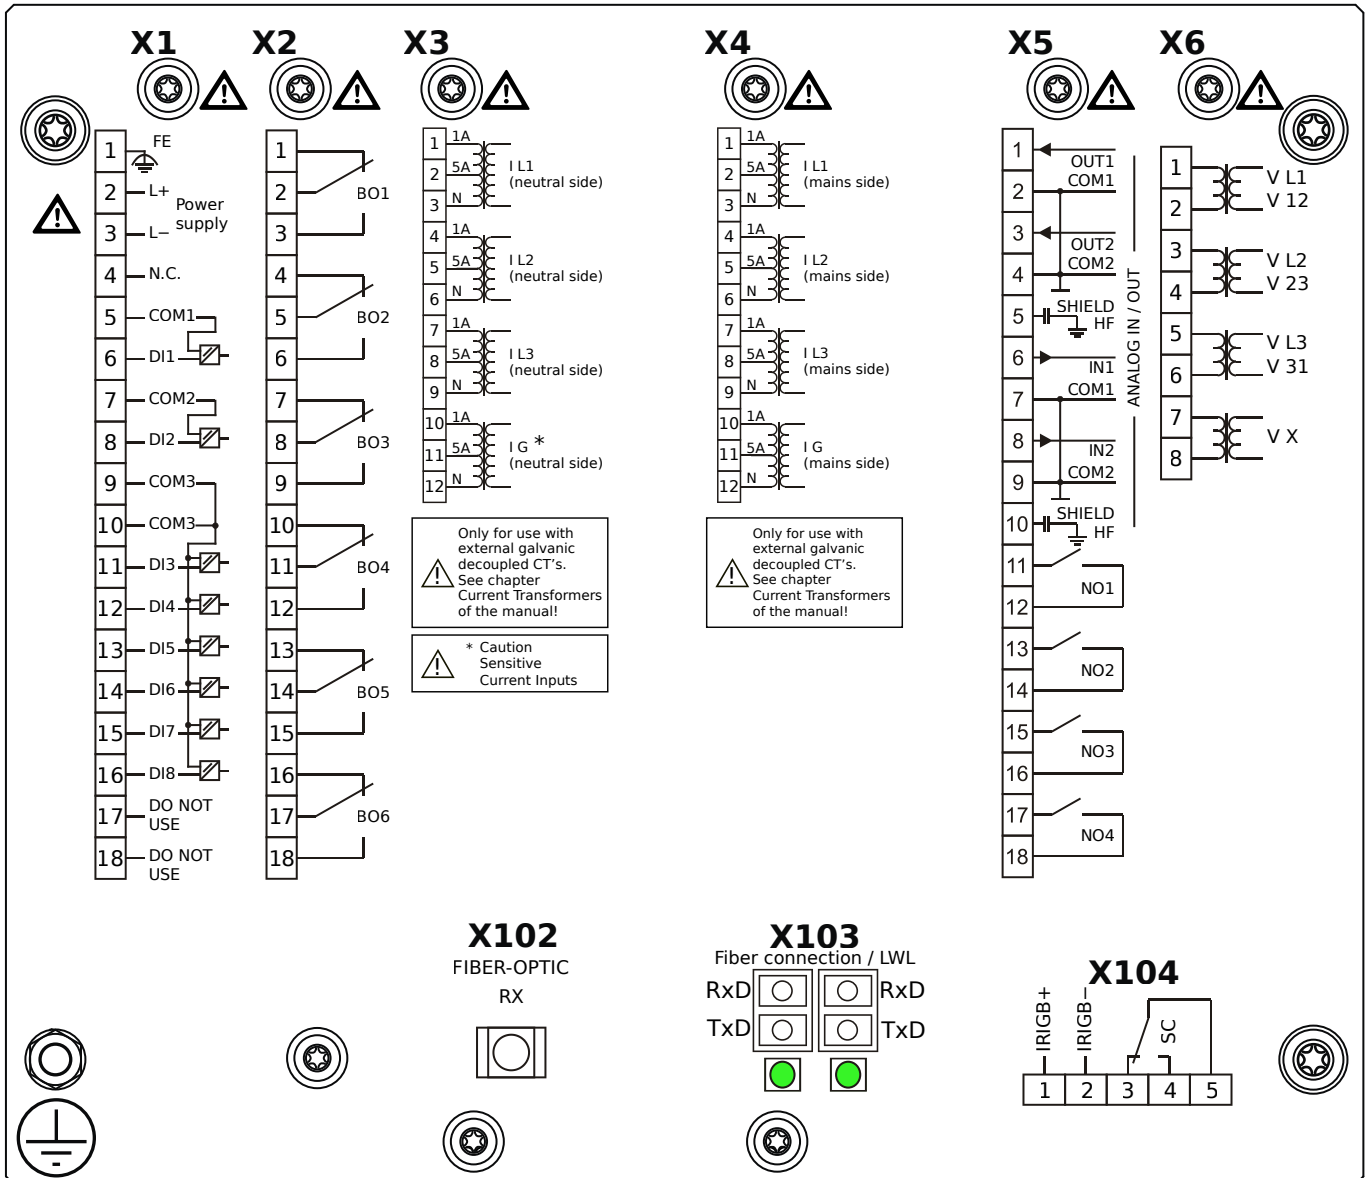 X1
X2
X3
X4
X5
X6
1
FE
2
L+
Power
supply
3
L−
4
N.C.
5
COM1
6
DI1
7
COM2
8
DI2
9
COM3
10
COM3
11
DI3
12
DI4
13
DI5
14
DI6
15
DI7
16
DI8
17
DO NOT
USE
18
DO NOT
USE
1
2
BO1
3
4
5
BO2
6
7
8
BO3
9
10
11
BO4
12
13
14
BO5
15
16
17
BO6
18
1
1A
2
5A
3
N
I L1
(neutral side)
4
1A
5
5A
6
N
I L2
(neutral side)
7
1A
8
5A
9
N
I L3
(neutral side)
10
1A
11
5A
12
N
I G *
(neutral side)
Only for use with
external galvanic
decoupled CT’s.
See chapter
Current Transformers
of the manual!
* Caution
Sensitive
Current Inputs
1
1A
2
5A
3
N
I L1
(mains side)
4
1A
5
5A
6
N
I L2
(mains side)
7
1A
8
5A
9
N
I L3
(mains side)
10
1A
11
5A
12
N
I G
(mains side)
Only for use with
external galvanic
decoupled CT’s.
See chapter
Current Transformers
of the manual!
1
OUT1
2
COM1
3
OUT2
4
COM2
5
SHIELD
HF
6
IN1
7
COM1
8
IN2
9
COM2
10
SHIELD
HF
ANALOG IN / OUT
11
NO1
12
13
NO2
14
15
NO3
16
17
NO4
18
1
V L1
2
V 12
3
V L2
4
V 23
5
V L3
6
V 31
7
V X
8
X102
FIBER-OPTIC
RX
X103
Fiber connection / LWL
RxD
RxD
TxD
TxD
X104
IRIGB+
IRIGB−
SC
1 2 3 4 5